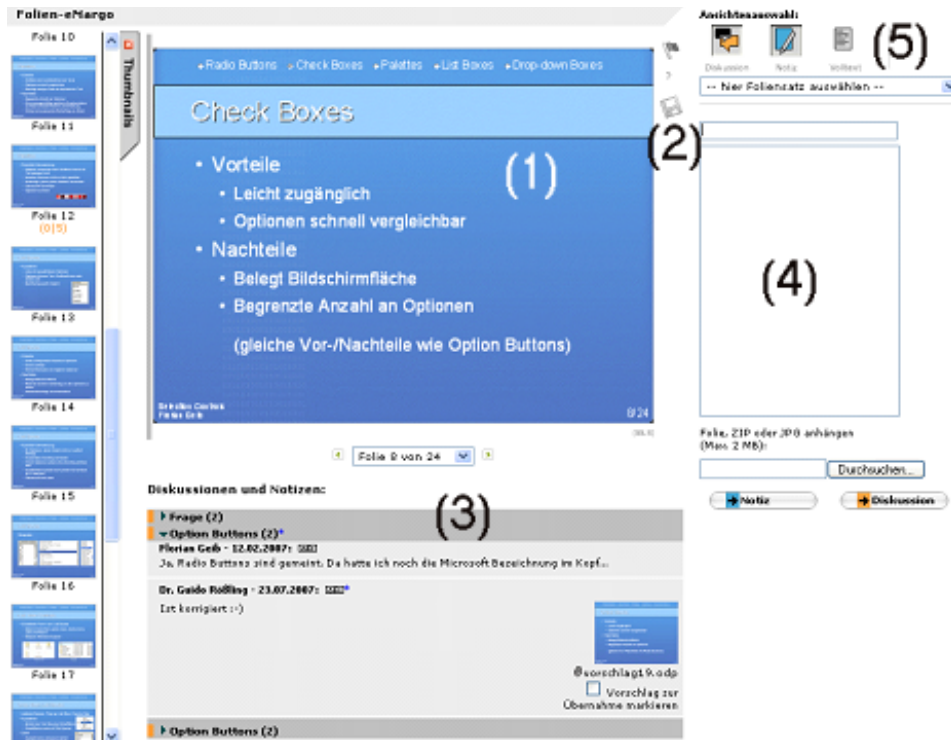 Folien-eMargo
Folie 10
Folie 11
Folie 12
(0|5)
Folie 13
Folie 14
Folie 15
Folie 16
Folie 17
Thumbnails
Radio Buttons Check Boxes Palettes List Boxes Drop-down Boxes
Check Boxes
(1)
• Vorteile
• Leicht zugänglich
• Optionen schnell vergleichbar
• Nachteile
• Belegt Bildschirmfläche
• Begrenzte Anzahl an Optionen
(gleiche Vor-/Nachteile wie Option Buttons)
Florian Geib
8/24
Folie 8 von 24
(2)
Diskussionen und Notizen:
(3)
Frage (2)
Option Buttons (2)*
Florian Geib - 12.02.2007:
Ja, Radio Buttons sind gemeint. Da hatte ich noch die Microsoft Bezeichnung im Kopf...
Dr. Guido Rößling - 23.07.2007:
Ist korrigiert :-)
@vorschlag19.odp
Vorschlag zur
Übernahme markieren
Option Buttons (2)
Ansichtenauswahl:
Diskussion Notiz Volltext
(5)
-- hier Foliensatz auswählen --
(4)
Folie, ZIP oder JPG anhängen
(Max. 2 MB):
Durchsuchen...
Notiz Diskussion